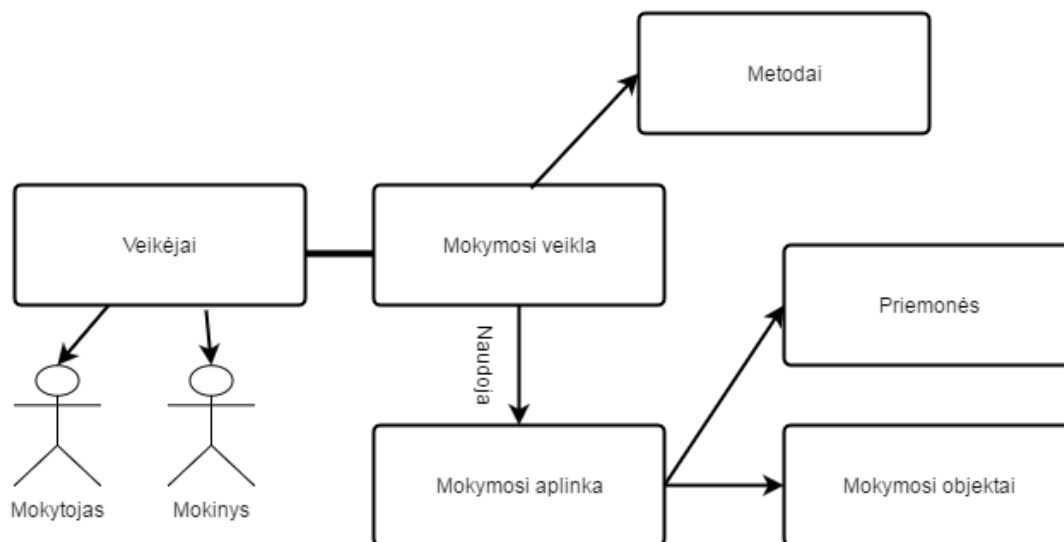 Metodai
Veikėjai
Mokymosi veikla
Priemonės
Naudoja
Mokymosi aplinka
Mokymosi objektai
Mokytojas
Mokinys